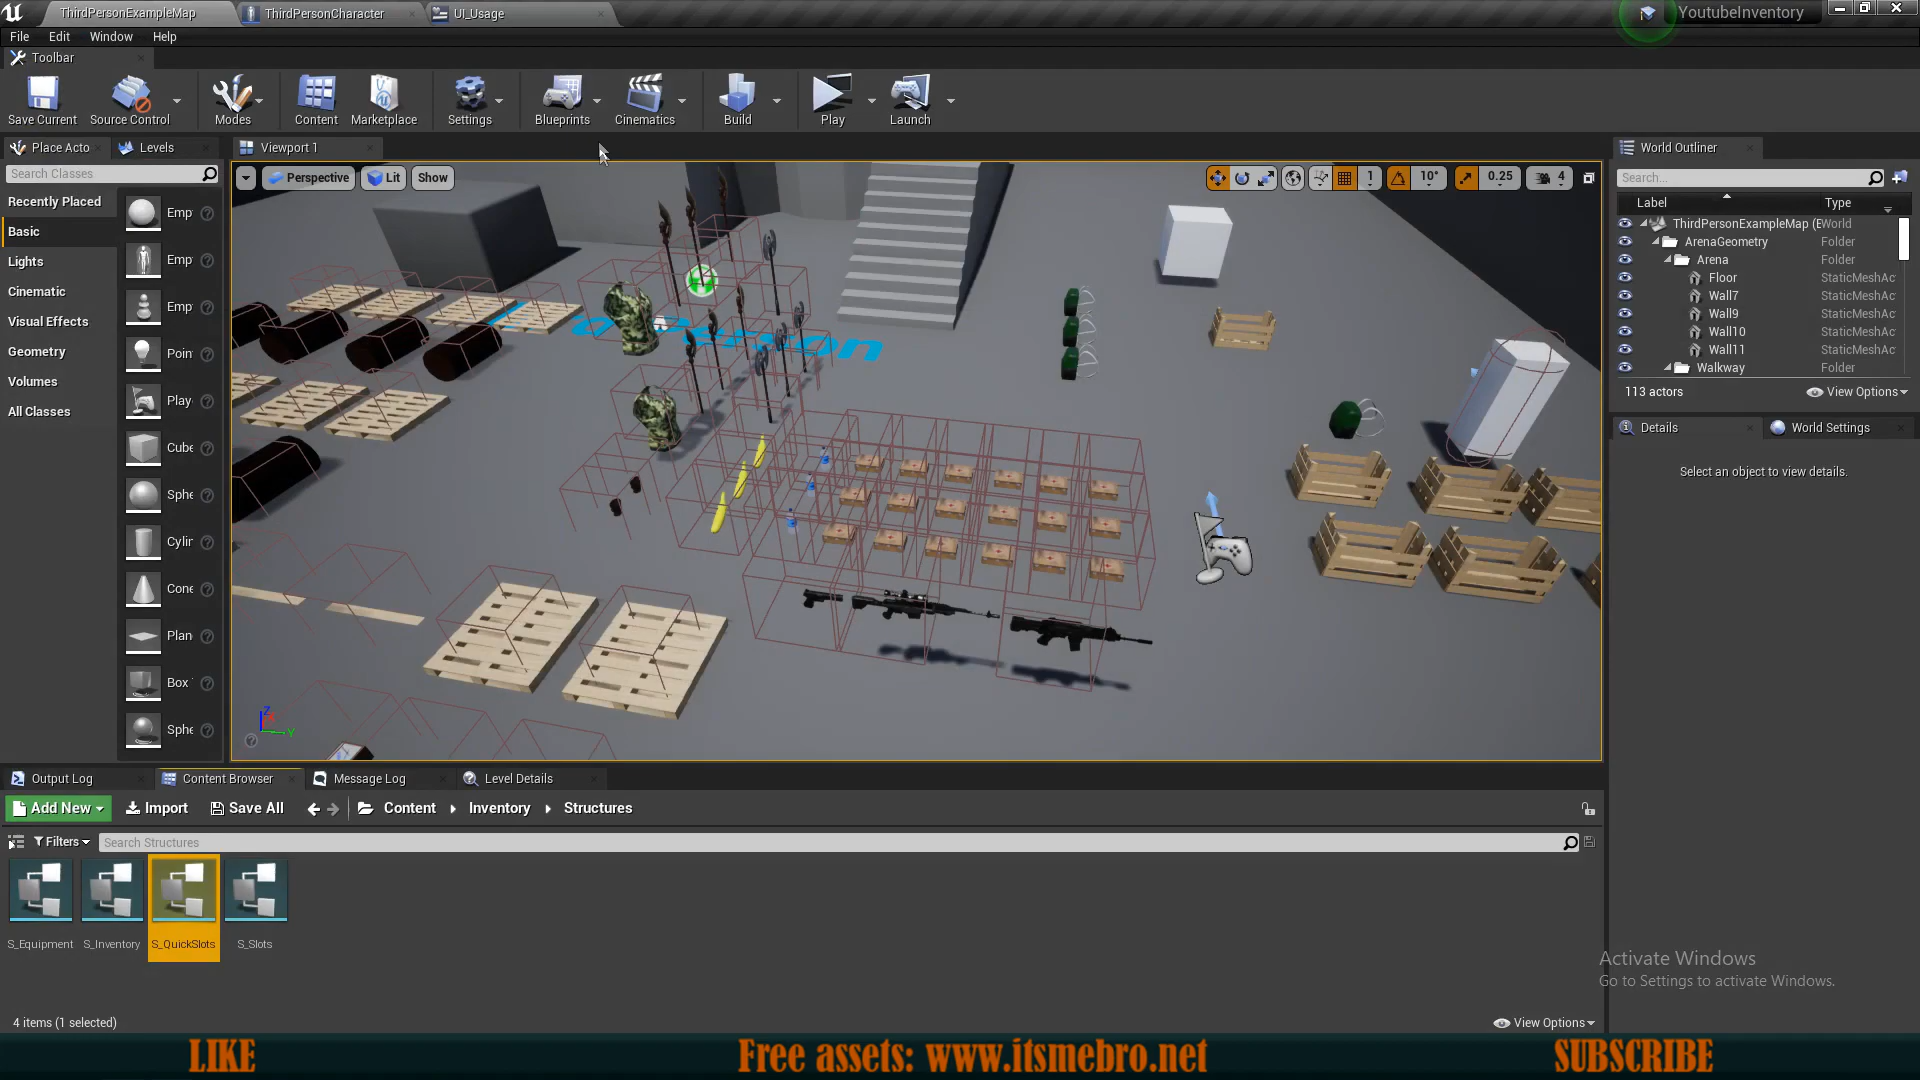 ThirdPersonExampleMap
ThirdPersonCharacter
UI_Usage
YoutubeInventory
File Edit Window Help
Toolbar
Save Current
Source Control
Modes
Content
Marketplace
Settings
Blueprints
Cinematics
Build
Play
Launch
Place Acto
Levels
Viewport 1
World Outliner
Search Classes
Perspective
Lit
Show
1
10°
0.25
4
Search...
Recently Placed
Basic
Lights
Cinematic
Visual Effects
Geometry
Volumes
All Classes
Emp
Emp
Emp
Poin
Play
Cube
Sphe
Cylin
Cone
Plan
Box
Sphe
Label Type
ThirdPersonExampleMap (E World
ArenaGeometry Folder
Arena Folder
Floor StaticMeshAc
Wall7 StaticMeshAc
Wall9 StaticMeshAc
Wall10 StaticMeshAc
Wall11 StaticMeshAc
Walkway Folder
113 actors
View Options
Details
World Settings
Select an object to view details.
Z
Y
Output Log
Content Browser
Message Log
Level Details
Add New
Import
Save All
Content
Inventory
Structures
Filters
Search Structures
S_Equipment
S_Inventory
S_QuickSlots
S_Slots
Activate Windows
Go to Settings to activate Windows.
4 items (1 selected)
View Options
LIKE
Free assets: www.itsmebro.net
SUBSCRIBE